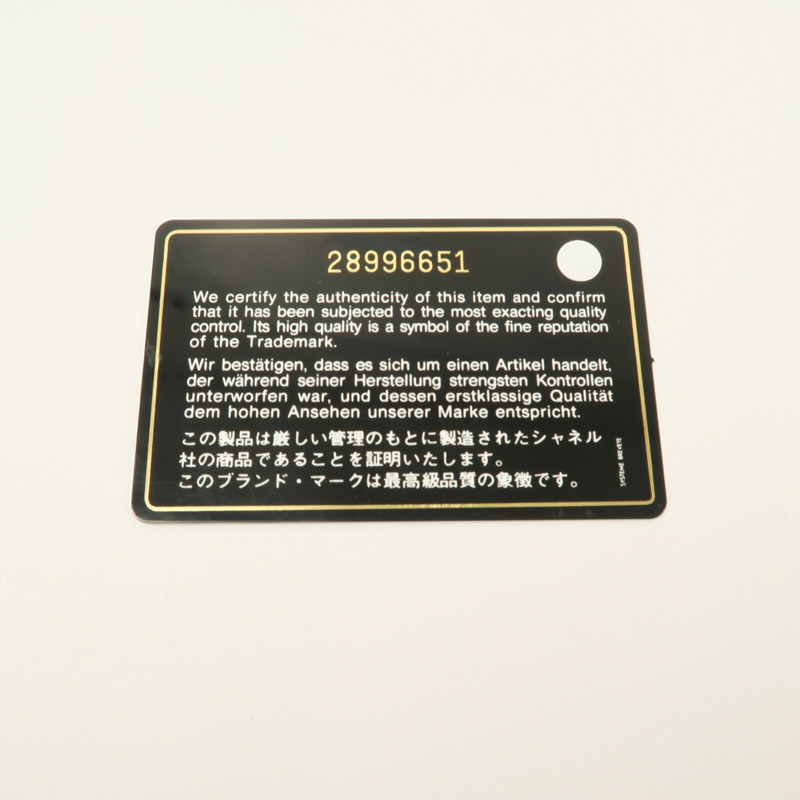 28996651
We certify the authenticity of this item and confirm
that it has been subjected to the most exacting quality
control. Its high quality is a symbol of the fine reputation
of the Trademark.
Wir bestätigen, dass es sich um einen Artikel handelt,
der während seiner Herstellung strengsten Kontrollen
unterworfen war, und dessen erstklassige Qualität
dem hohen Ansehen unserer Marke entspricht.
この製品は厳しい管理のもとに製造されたシャネル
社の商品であることを証明いたします。
このブランド・マークは最高級品質の象徴です。
SYSTEME BREVETE